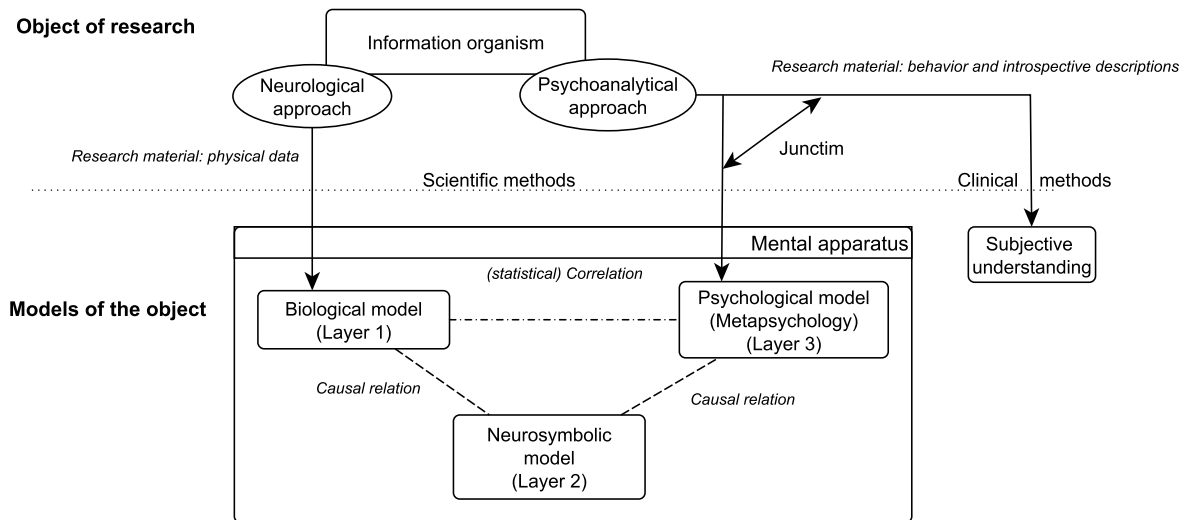 Object of research
Information organism
Neurological
approach
Psychoanalytical
approach
Research material: behavior and introspective descriptions
Research material: physical data
Junctim
Scientific methods
Clinical methods
Mental apparatus
Subjective
understanding
(statistical) Correlation
Models of the object
Biological model
(Layer 1)
Psychological model
(Metapsychology)
(Layer 3)
Causal relation
Causal relation
Neurosymbolic
model
(Layer 2)